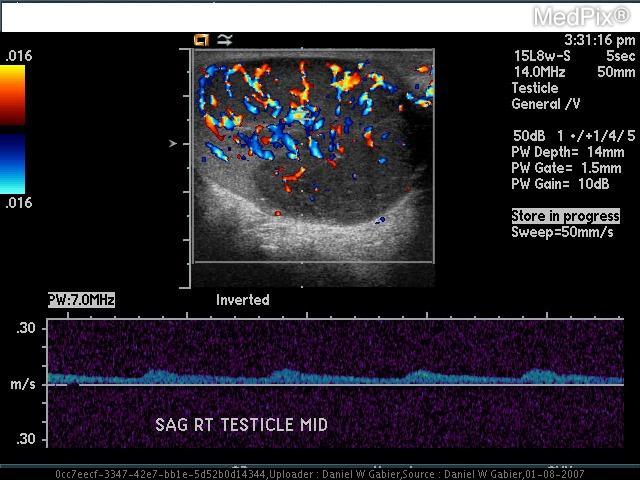 MedPix®
3:31:16 pm
15L8w-S 5sec
14.0MHz 50mm
Testicle
General /V
50dB 1 •/+1/4/5
PW Depth= 14mm
PW Gate= 1.5mm
PW Gain= 10dB
Store in progress
Sweep=50mm/s
.016
.016
PW:7.0MHz Inverted
.30
m/s
.30
SAG RT TESTICLE MID
0cc7eecf-3347-42e7-bb1e-5d52b0d14344,Uploader : Daniel W Gabier,Source : Daniel W Gabier,01-08-2007